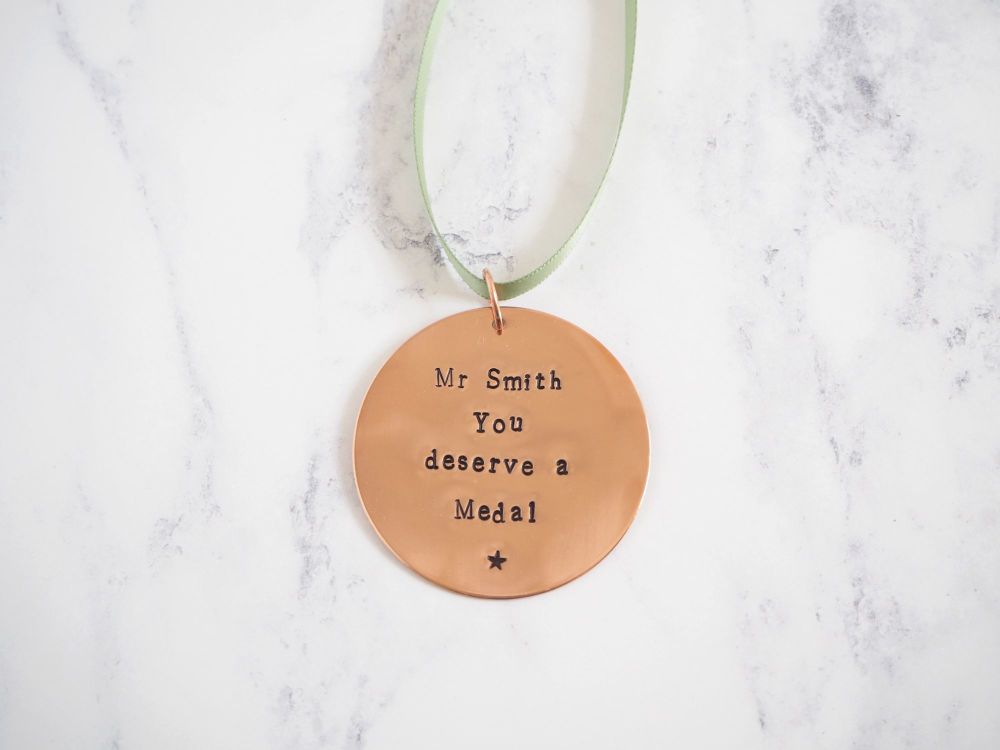 Mr Smith
You
deserve a
Medal